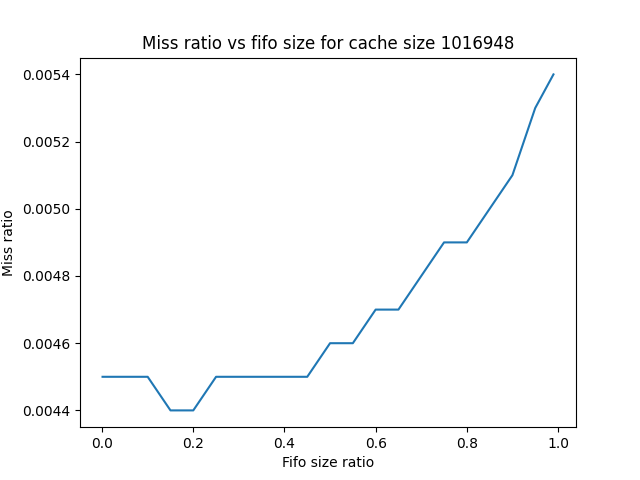 Miss ratio vs fifo size for cache size 1016948
0.0054
0.0052
0.0050
0.0048
0.0046
0.0044
Miss ratio
0.0 0.2 0.4 0.6 0.8 1.0
Fifo size ratio